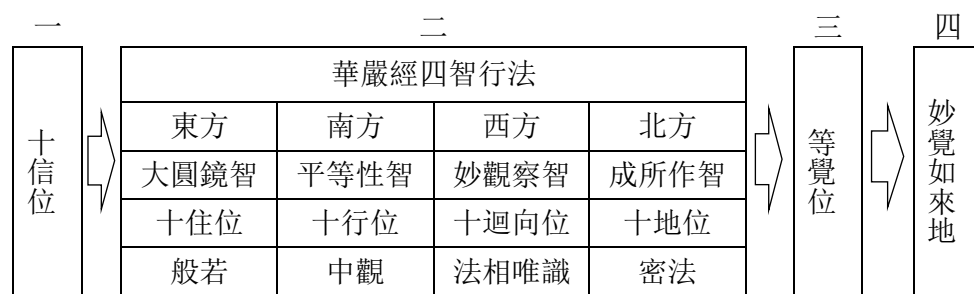 一 二 三 四
十信位
華嚴經四智行法
東方 南方 西方 北方
大圓鏡智 平等性智 妙觀察智 成所作智
十住位 十行位 十迴向位 十地位
般若 中觀 法相唯識 密法
等覺位
妙覺如來地